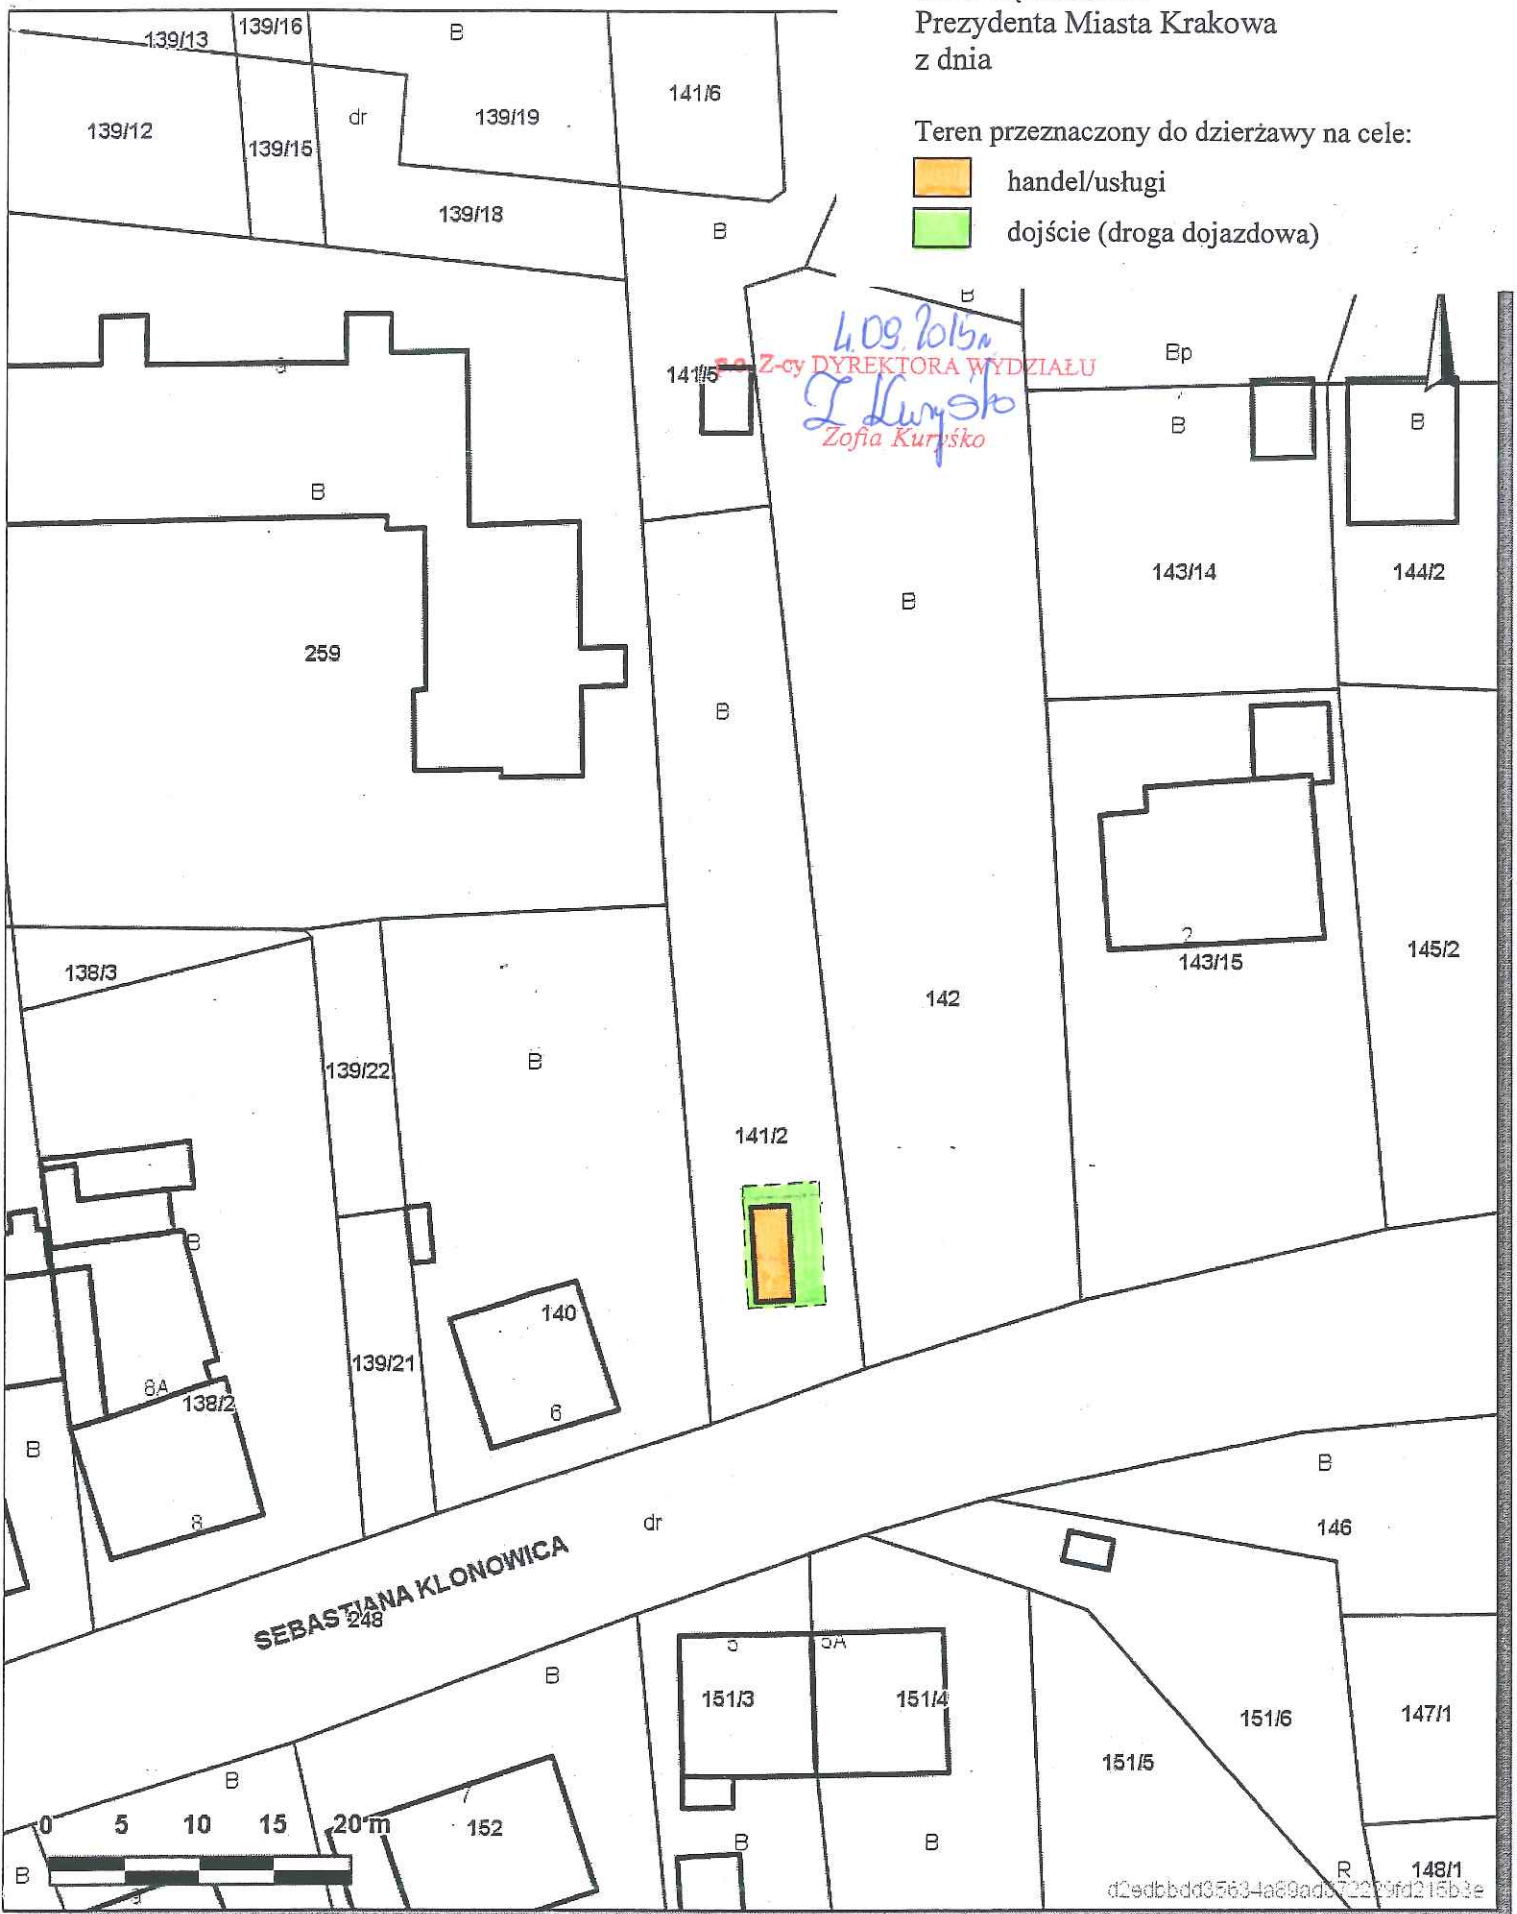 Prezydenta Miasta Krakowa
z dnia
Teren przeznaczony do dzierżawy na cele:
handel/usługi
dojście (droga dojazdowa)
139/13
139/16
B
139/12
139/15
dr
139/19
141/6
139/18
B
B
4.09.2015r.
Z-cy DYREKTORA WYDZIAŁU
Z Kuryśko
Zofia Kuryśko
141/5
Bp
B
B
B
143/14
144/2
B
259
B
2
143/15
145/2
138/3
142
139/22
B
141/2
B
140
139/21
8A
138/2
6
B
8
B
146
dr
SEBASTIANA KLONOWICA
248
5
5A
B
151/3
151/4
151/6
147/1
151/5
B
0 5 10 15 20 m
7
152
B
B
B
R
148/1
9